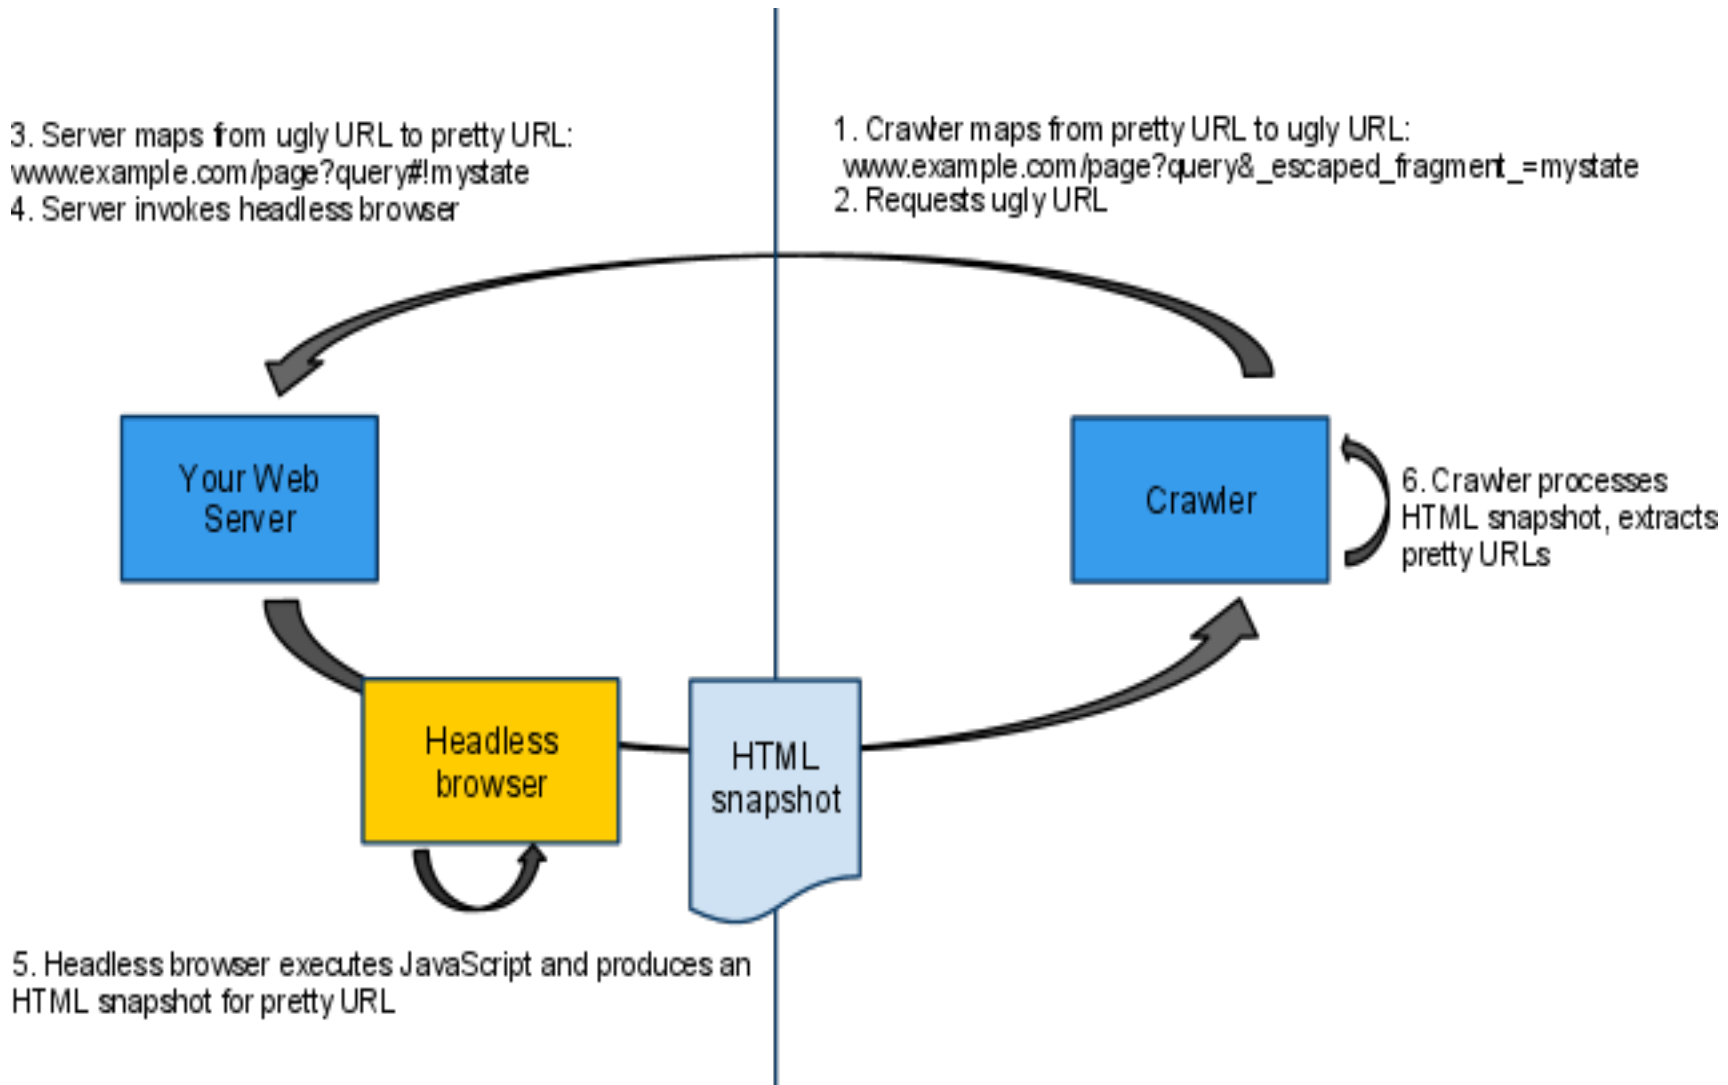 3. Server maps from ugly URL to pretty URL:
www.example.com/page?query#!mystate
4. Server invokes headless browser
1. Crawler maps from pretty URL to ugly URL:
www.example.com/page?query&_escaped_fragment_=mystate
2. Requests ugly URL
Your Web
Server
Crawler
6. Crawler processes
HTML snapshot, extracts
pretty URLs
Headless
browser
HTML
snapshot
5. Headless browser executes JavaScript and produces an
HTML snapshot for pretty URL